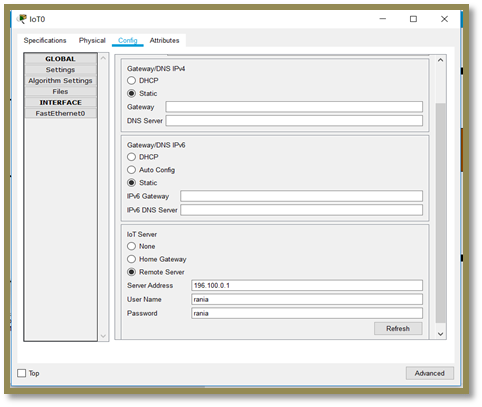 IoT0
Specifications Physical Config Attributes
GLOBAL
Settings
Algorithm Settings
Files
INTERFACE
FastEthernet0
Gateway/DNS IPv4
DHCP
Static
Gateway
DNS Server
Gateway/DNS IPv6
DHCP
Auto Config
Static
IPv6 Gateway
IPv6 DNS Server
IoT Server
None
Home Gateway
Remote Server
Server Address 196.100.0.1
User Name rania
Password rania
Refresh
Top Advanced